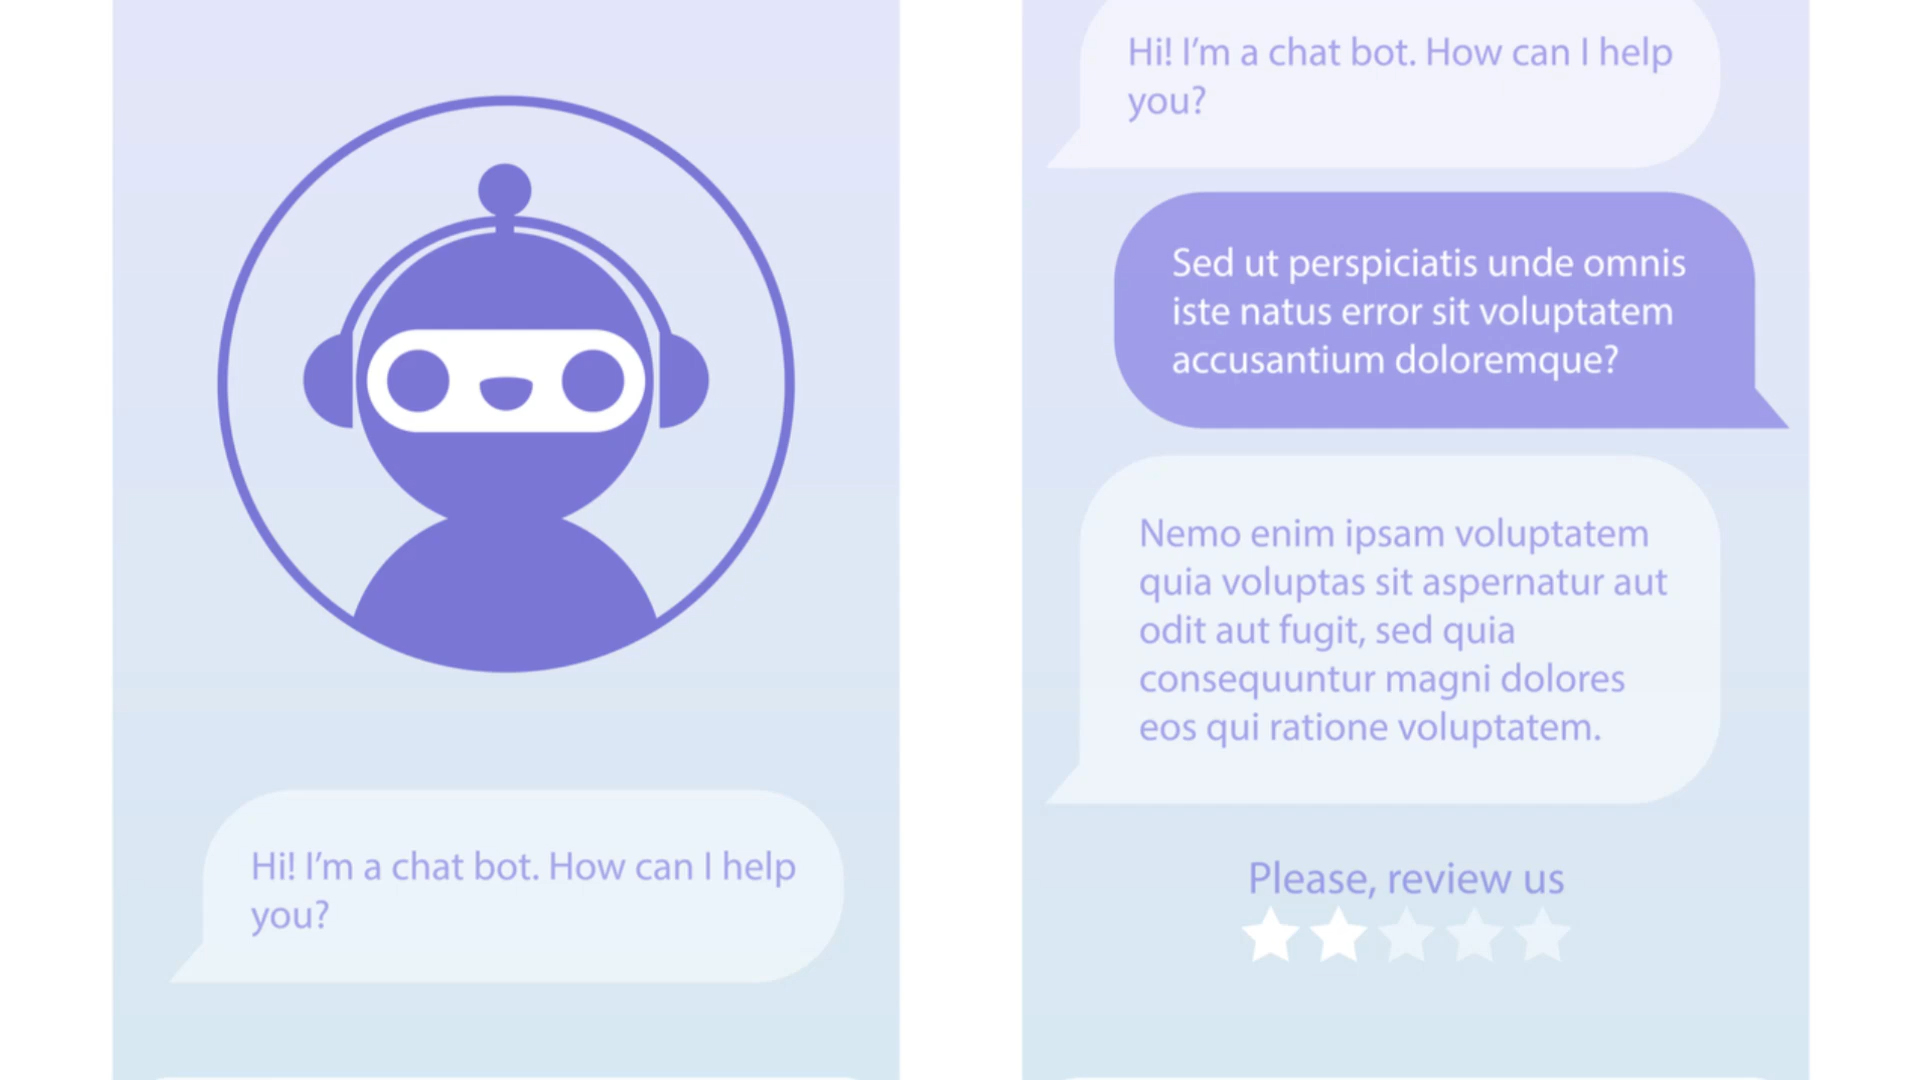 Hi! I’m a chat bot. How can I help
you?
Hi! I’m a chat bot. How can I help
you?
Sed ut perspiciatis unde omnis
iste natus error sit voluptatem
accusantium doloremque?
Nemo enim ipsam voluptatem
quia voluptas sit aspernatur aut
odit aut fugit, sed quia
consequuntur magni dolores
eos qui ratione voluptatem.
Please, review us